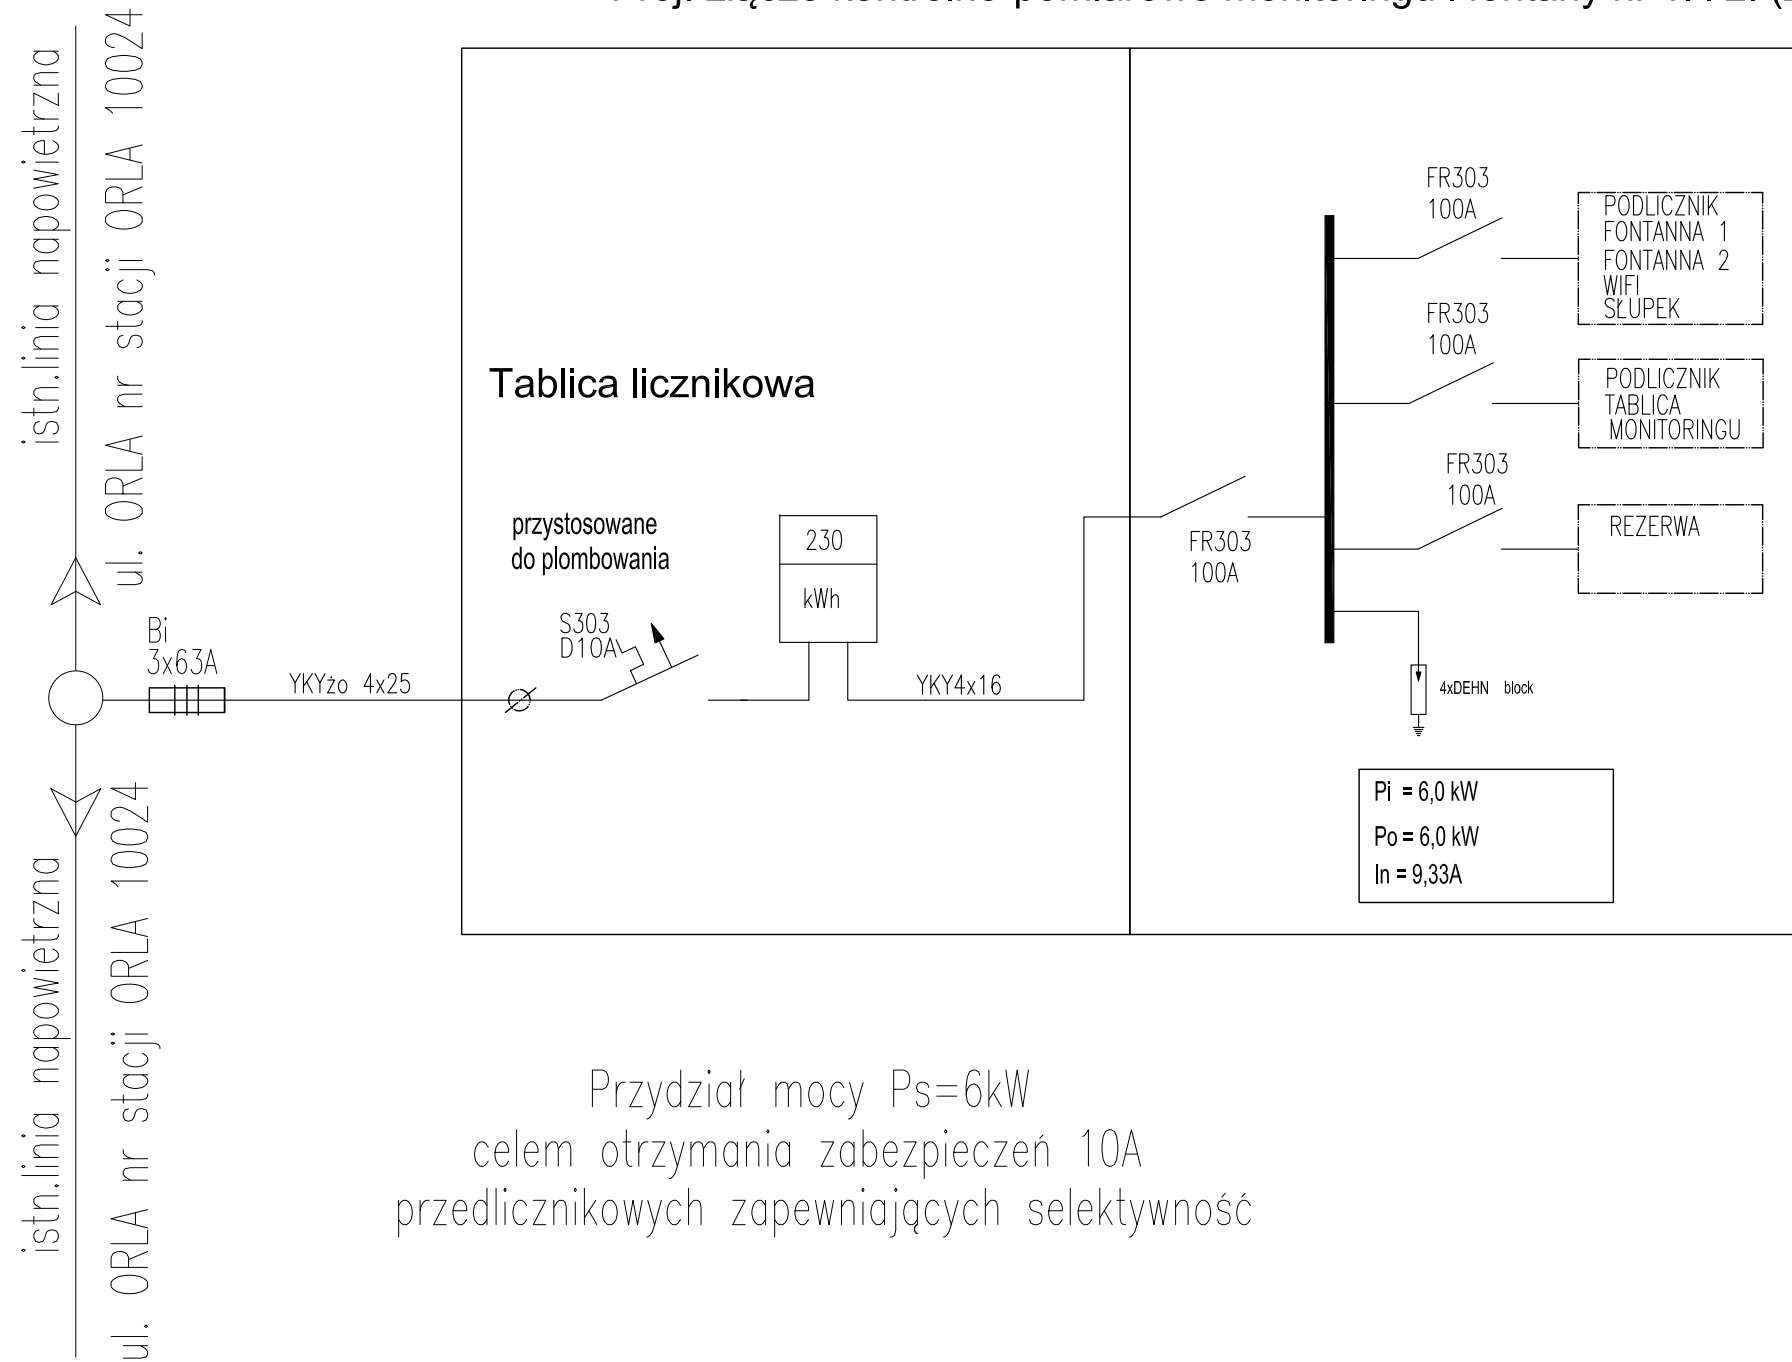 istn.linia napowietrzna
ul. ORLA nr stacji ORLA 10024
Tablica licznikowa
przystosowane
do plombowania
Bi
3x63A
YKYżo 4x25
S303
D10A
230
kWh
YKY4x16
FR303
100A
FR303
100A
PODLICZNIK
FONTANNA 1
FONTANNA 2
WIFI
SŁUPEK
FR303
100A
PODLICZNIK
TABLICA
MONITORINGU
FR303
100A
REZERWA
4xDEHN block
Pi = 6,0 kW
Po = 6,0 kW
In = 9,33A
istn.linia napowietrzna
ul. ORLA nr stacji ORLA 10024
Przydział mocy Ps=6kW
celem otrzymania zabezpieczeń 10A
przedlicznikowych zapewniających selektywność